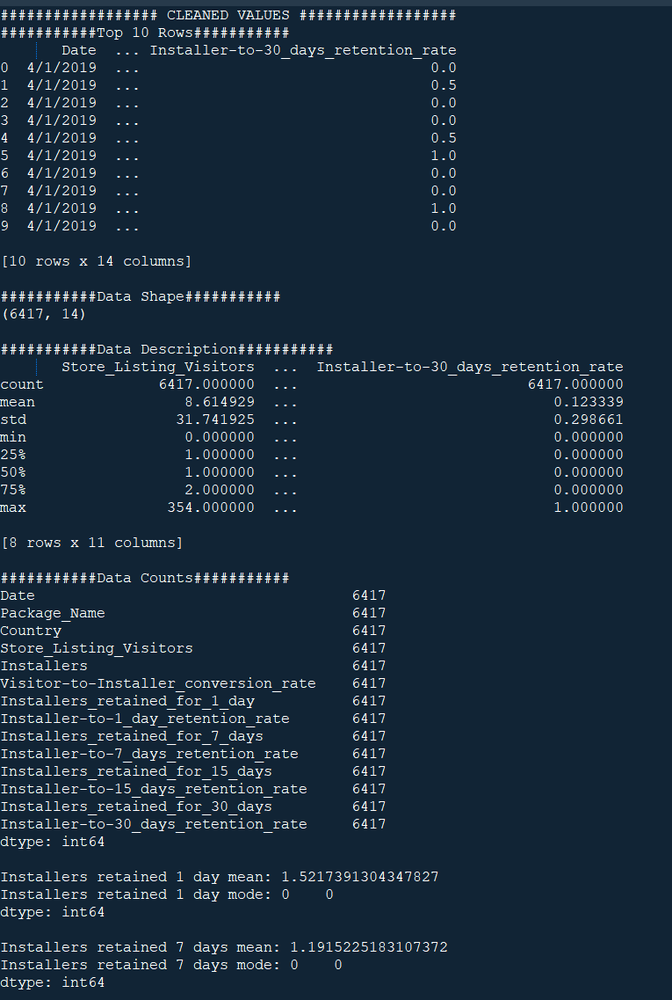 ################## CLEANED VALUES ##################
###########Top 10 Rows###########
Date ... Installer-to-30_days_retention_rate
0 4/1/2019 ... 0.0
1 4/1/2019 ... 0.5
2 4/1/2019 ... 0.0
3 4/1/2019 ... 0.0
4 4/1/2019 ... 0.5
5 4/1/2019 ... 1.0
6 4/1/2019 ... 0.0
7 4/1/2019 ... 0.0
8 4/1/2019 ... 1.0
9 4/1/2019 ... 0.0
[10 rows x 14 columns]
###########Data Shape###########
(6417, 14)
###########Data Description###########
Store_Listing_Visitors ... Installer-to-30_days_retention_rate
count 6417.000000 ... 6417.000000
mean 8.614929 ... 0.123339
std 31.741925 ... 0.298661
min 0.000000 ... 0.000000
25% 1.000000 ... 0.000000
50% 1.000000 ... 0.000000
75% 2.000000 ... 0.000000
max 354.000000 ... 1.000000
[8 rows x 11 columns]
###########Data Counts###########
Date 6417
Package_Name 6417
Country 6417
Store_Listing_Visitors 6417
Installers 6417
Visitor-to-Installer_conversion_rate 6417
Installers_retained_for_1_day 6417
Installer-to-1_day_retention_rate 6417
Installers_retained_for_7_days 6417
Installer-to-7_days_retention_rate 6417
Installers_retained_for_15_days 6417
Installer-to-15_days_retention_rate 6417
Installers_retained_for_30_days 6417
Installer-to-30_days_retention_rate 6417
dtype: int64
Installers retained 1 day mean: 1.5217391304347827
Installers retained 1 day mode: 0 0
dtype: int64
Installers retained 7 days mean: 1.1915225183107372
Installers retained 7 days mode: 0 0
dtype: int64